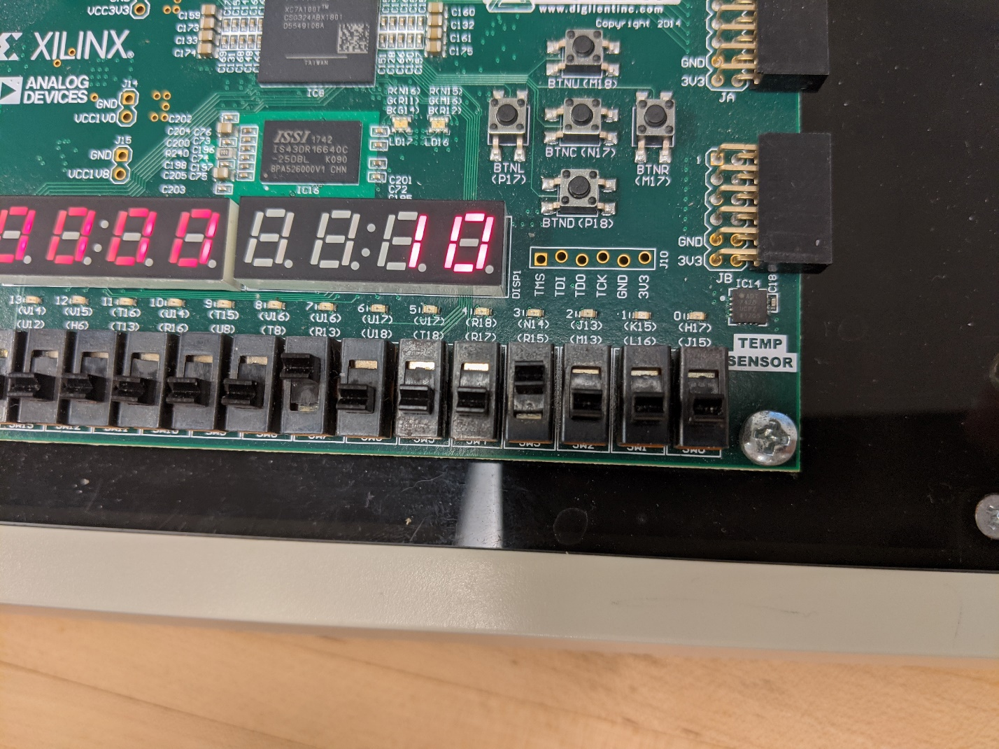 VCC3V3
XILINX
ANALOG
DEVICES
J14
GND
VCC1V0
J15
GND
VCC1V8
C159
C173
C133
C174
XC7A100T™
CSG324ABX1801
D5549106A
TAIWAN
IC8
C160
C132
C161
C175
www.digilentinc.com
Copyright 2014
GND
3V3
JA
BTNU (M18)
BTNL
(P17)
BTNC (N17)
BTNR
(M17)
BTND (P18)
R(N16)
G(R11)
B(G14)
LD17
R(N15)
G(M16)
B(R12)
LD16
C202
C204 C76
C200 C73
R240 C196
C74
C198 C197
C205 C75
C203
ISSI 1742
IS43DR16640C
-25DBL K090
BPA526000V1 CHN
IC16
C201
C72
10
DISP1
TMS
TDI
TDO
TCK
GND
3V3
J10
1
GND
3V3
JB
IC14
C18
TEMP
SENSOR
13 12 11 10 9 8 7 6 5 4 3 2 1 0
(V14) (V15) (T16) (U14) (T15) (V16) (U16) (U17) (V17) (R18) (N14) (J13) (K15) (H17)
(U12) (H6) (T13) (R16) (U8) (T8) (R13) (U18) (T18) (R17) (R15) (M13) (L16) (J15)